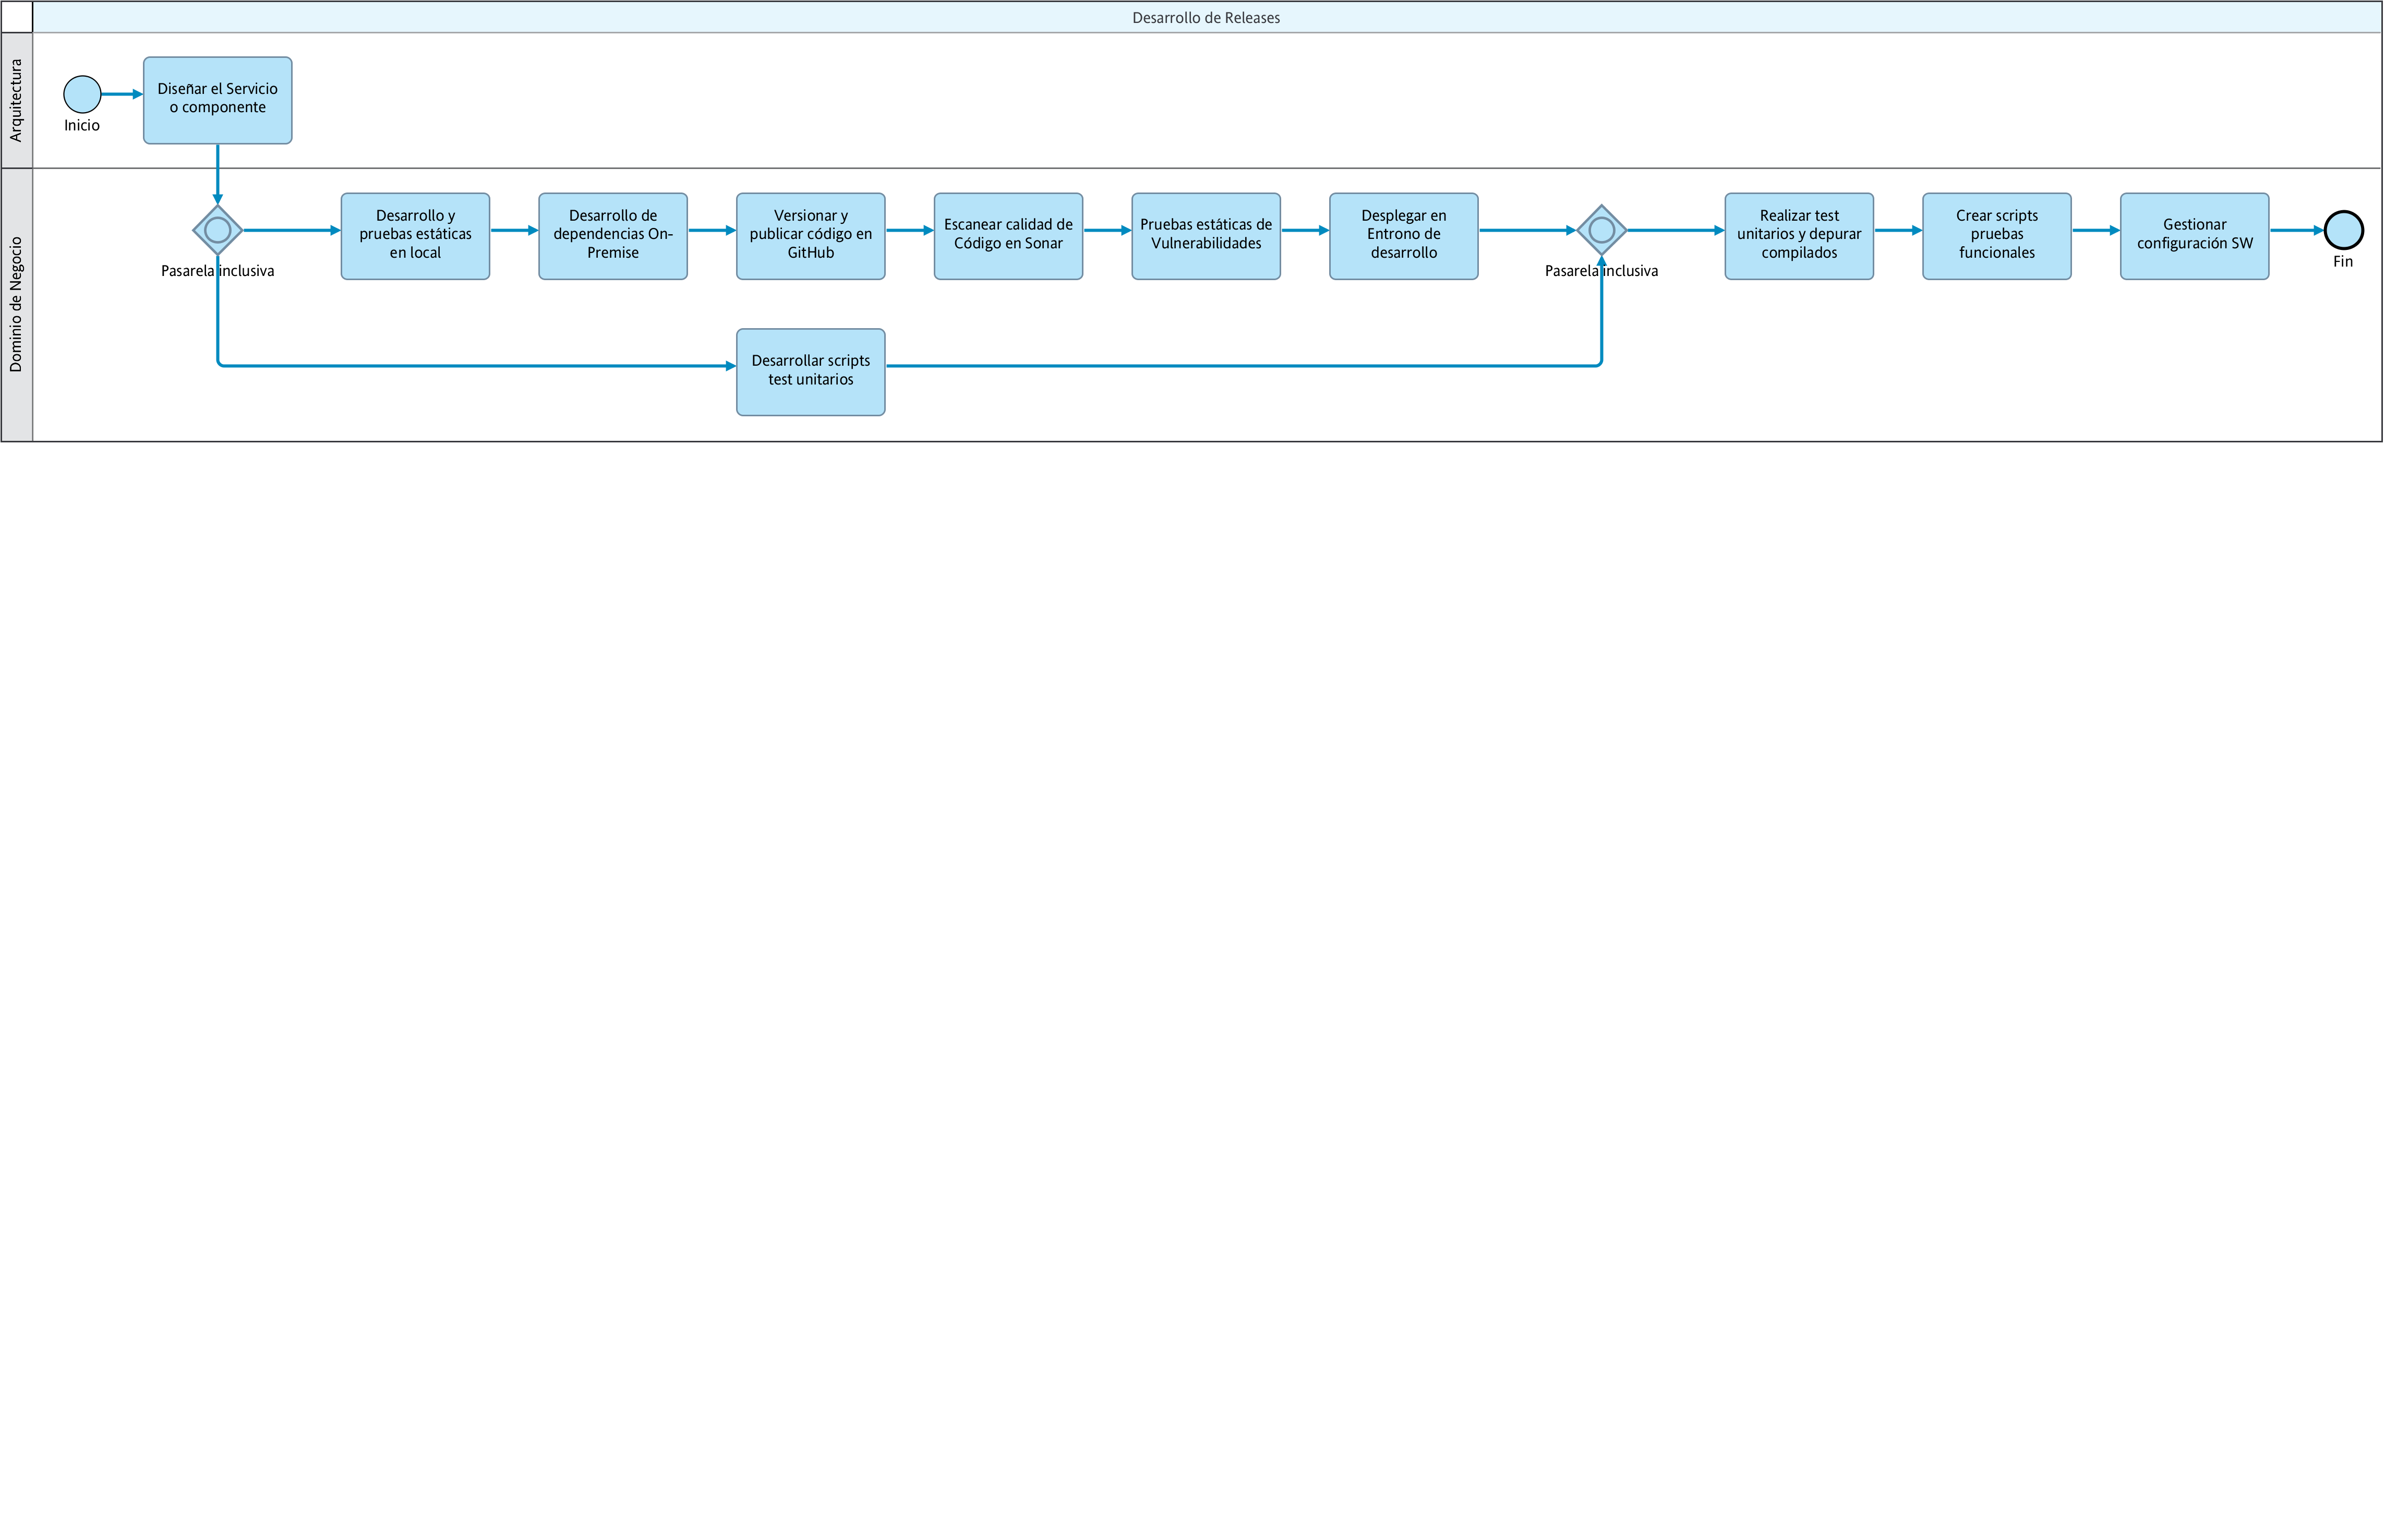 Desarrollo de Releases
Arquitectura
Inicio
Diseñar el Servicio
o componente
Dominio de Negocio
Pasarela inclusiva
Desarrollo y
pruebas estáticas
en local
Desarrollo de
dependencias On-
Premise
Versionar y
publicar código en
GitHub
Escanear calidad de
Código en Sonar
Pruebas estáticas de
Vulnerabilidades
Desplegar en
Entrono de
desarrollo
Pasarela inclusiva
Realizar test
unitarios y depurar
compilados
Crear scripts
pruebas
funcionales
Gestionar
configuración SW
Fin
Desarrollar scripts
test unitarios